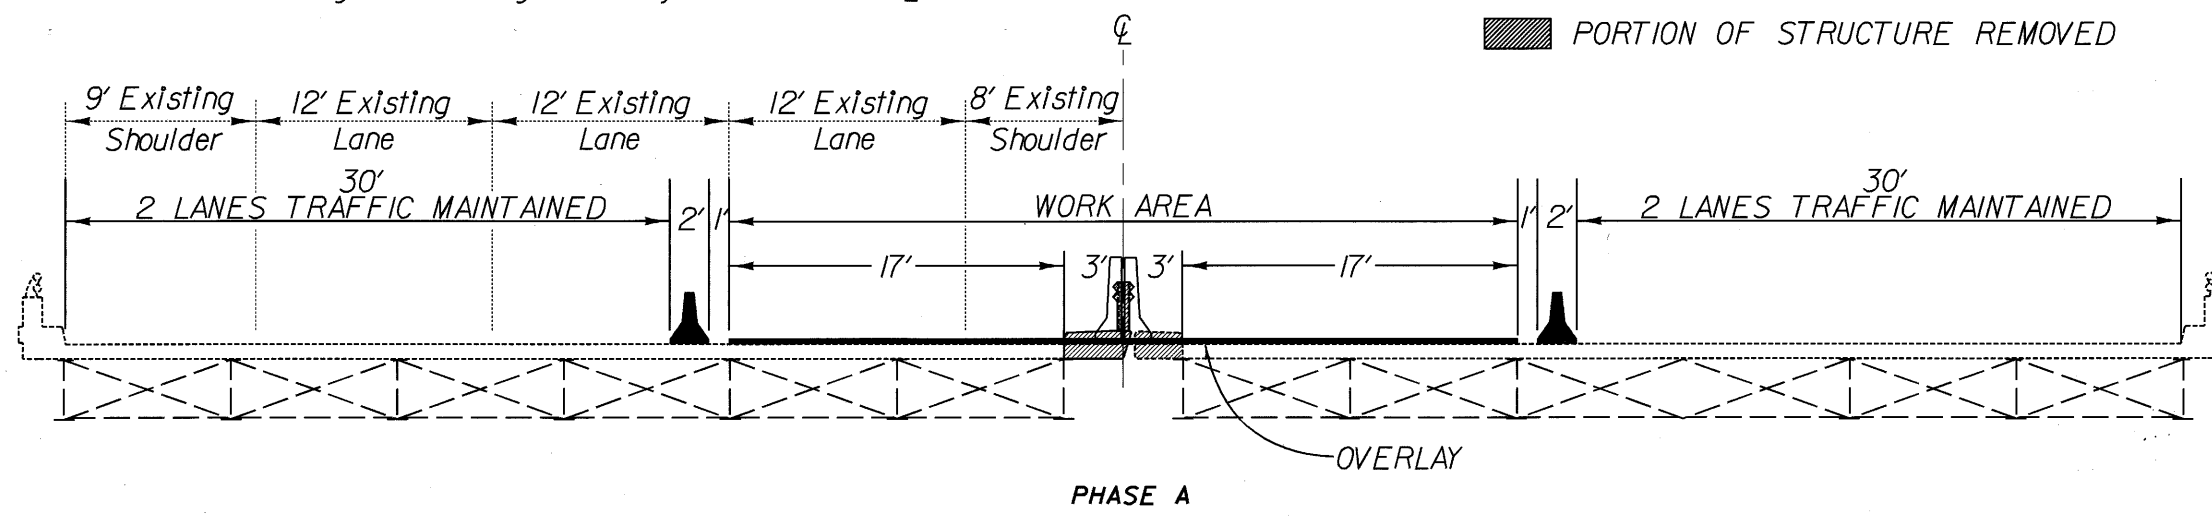 ℄
PORTION OF STRUCTURE REMOVED
9' Existing Shoulder
12' Existing Lane
12' Existing Lane
12' Existing Lane
8' Existing Shoulder
30'
2 LANES TRAFFIC MAINTAINED
2'
1'
WORK AREA
1'
2'
30'
2 LANES TRAFFIC MAINTAINED
17'
3'
3'
17'
OVERLAY
PHASE A